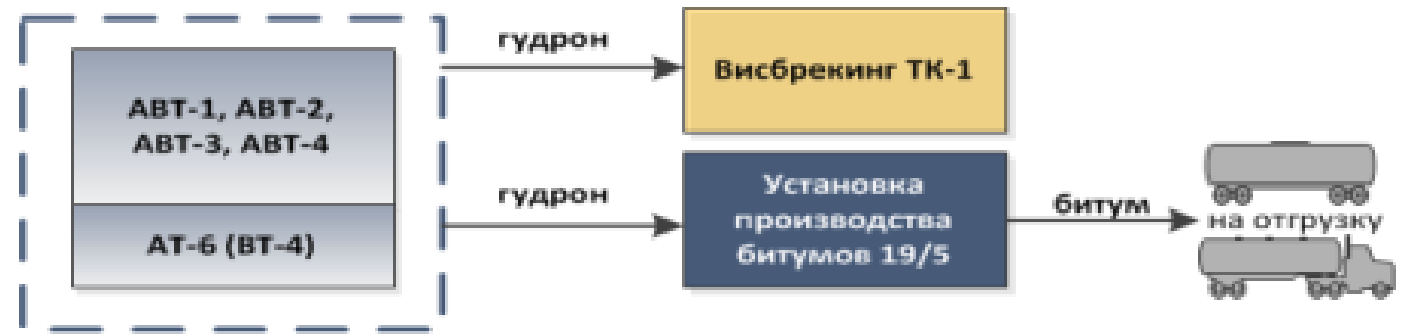 АВТ-1, АВТ-2,
АВТ-3, АВТ-4
АТ-6 (ВТ-4)
гудрон
Висбрекинг ТК-1
гудрон
Установка
производства
битумов 19/5
битум
на отгрузку